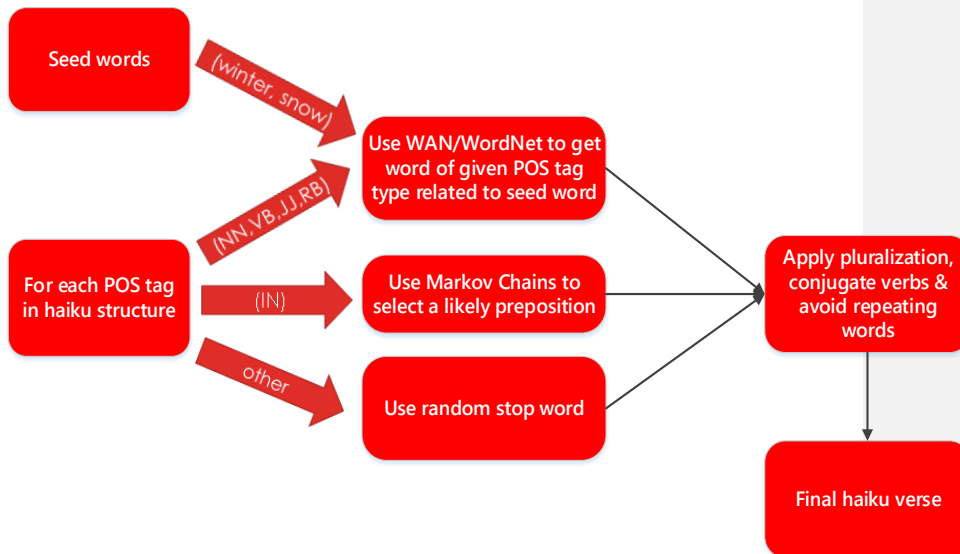 Seed words
(winter, snow)
Use WAN/WordNet to get
word of given POS tag
type related to seed word
(NN,VB,JJ,RB)
For each POS tag
in haiku structure
(IN)
Use Markov Chains to
select a likely preposition
Apply pluralization,
conjugate verbs &
avoid repeating
words
other
Use random stop word
Final haiku verse